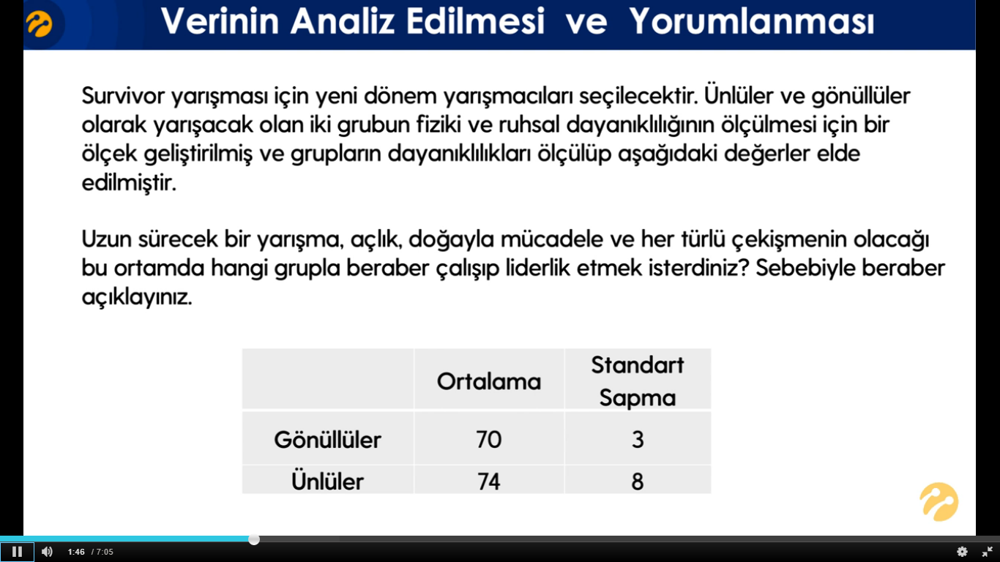 Verinin Analiz Edilmesi ve Yorumlanması
Survivor yarışması için yeni dönem yarışmacıları seçilecektir. Ünlüler ve gönüllüler
olarak yarışacak olan iki grubun fiziki ve ruhsal dayanıklılığının ölçülmesi için bir
ölçek geliştirilmiş ve grupların dayanıklılıkları ölçülüp aşağıdaki değerler elde
edilmiştir.
Uzun sürecek bir yarışma, açlık, doğayla mücadele ve her türlü çekişmenin olacağı
bu ortamda hangi grupla beraber çalışıp liderlik etmek isterdiniz? Sebebiyle beraber
açıklayınız.
Ortalama Standart
Sapma
Gönüllüler 70 3
Ünlüler 74 8
1:46 / 7:05